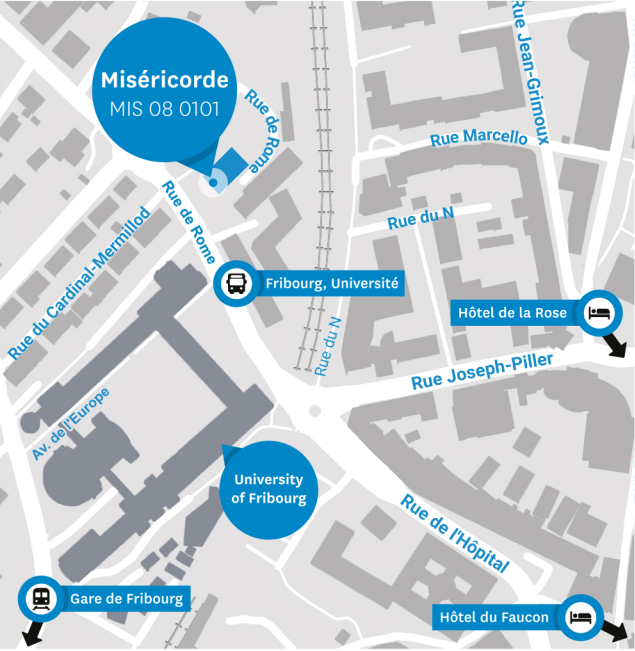 Miséricorde
MIS 08 0101
Rue Jean-Grimoux
Rue de Rome
Rue Marcello
Rue de Rome
Rue du N
Rue du Cardinal-Mermillod
Fribourg, Université
Hôtel de la Rose
Rue du N
Rue Joseph-Piller
Av. de l'Europe
University
of Fribourg
Rue de l'Hôpital
Gare de Fribourg
Hôtel du Faucon